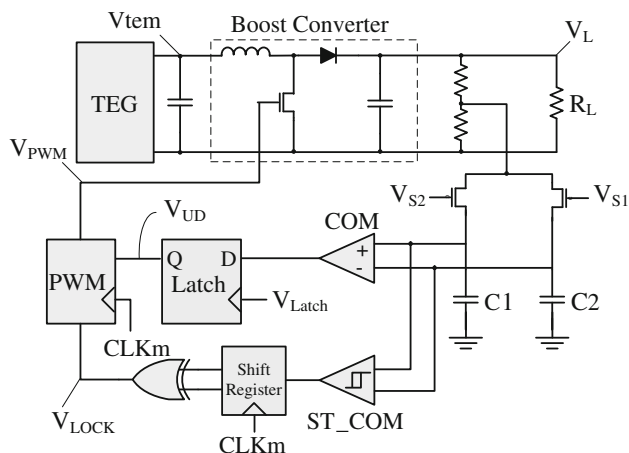 Vtem
Boost Converter
V_L
TEG
R_L
V_PWM
V_S2
V_S1
V_UD
COM
+
-
PWM
Q
D
Latch
V_Latch
C1
C2
CLKm
Shift
Register
ST_COM
V_LOCK
CLKm